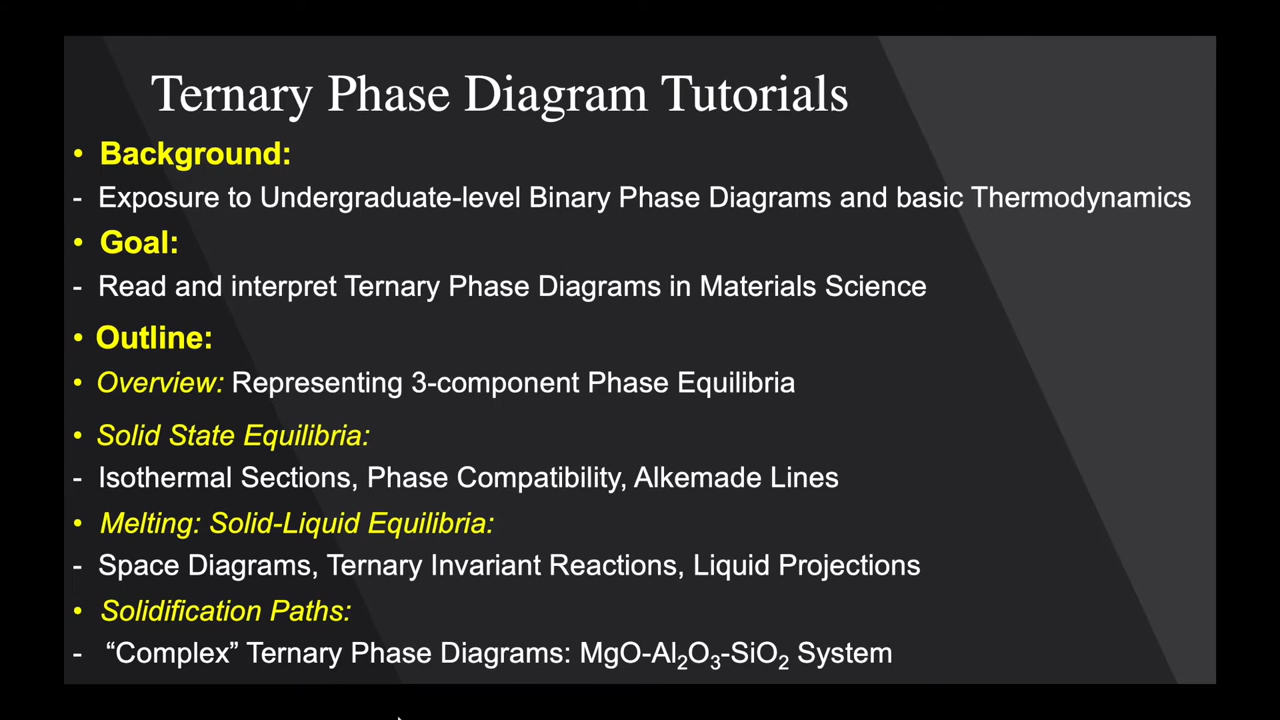 Ternary Phase Diagram Tutorials
• Background:
- Exposure to Undergraduate-level Binary Phase Diagrams and basic Thermodynamics
• Goal:
- Read and interpret Ternary Phase Diagrams in Materials Science
• Outline:
• Overview: Representing 3-component Phase Equilibria
• Solid State Equilibria:
- Isothermal Sections, Phase Compatibility, Alkemade Lines
• Melting: Solid-Liquid Equilibria:
- Space Diagrams, Ternary Invariant Reactions, Liquid Projections
• Solidification Paths:
- “Complex” Ternary Phase Diagrams: MgO-Al₂O₃-SiO₂ System